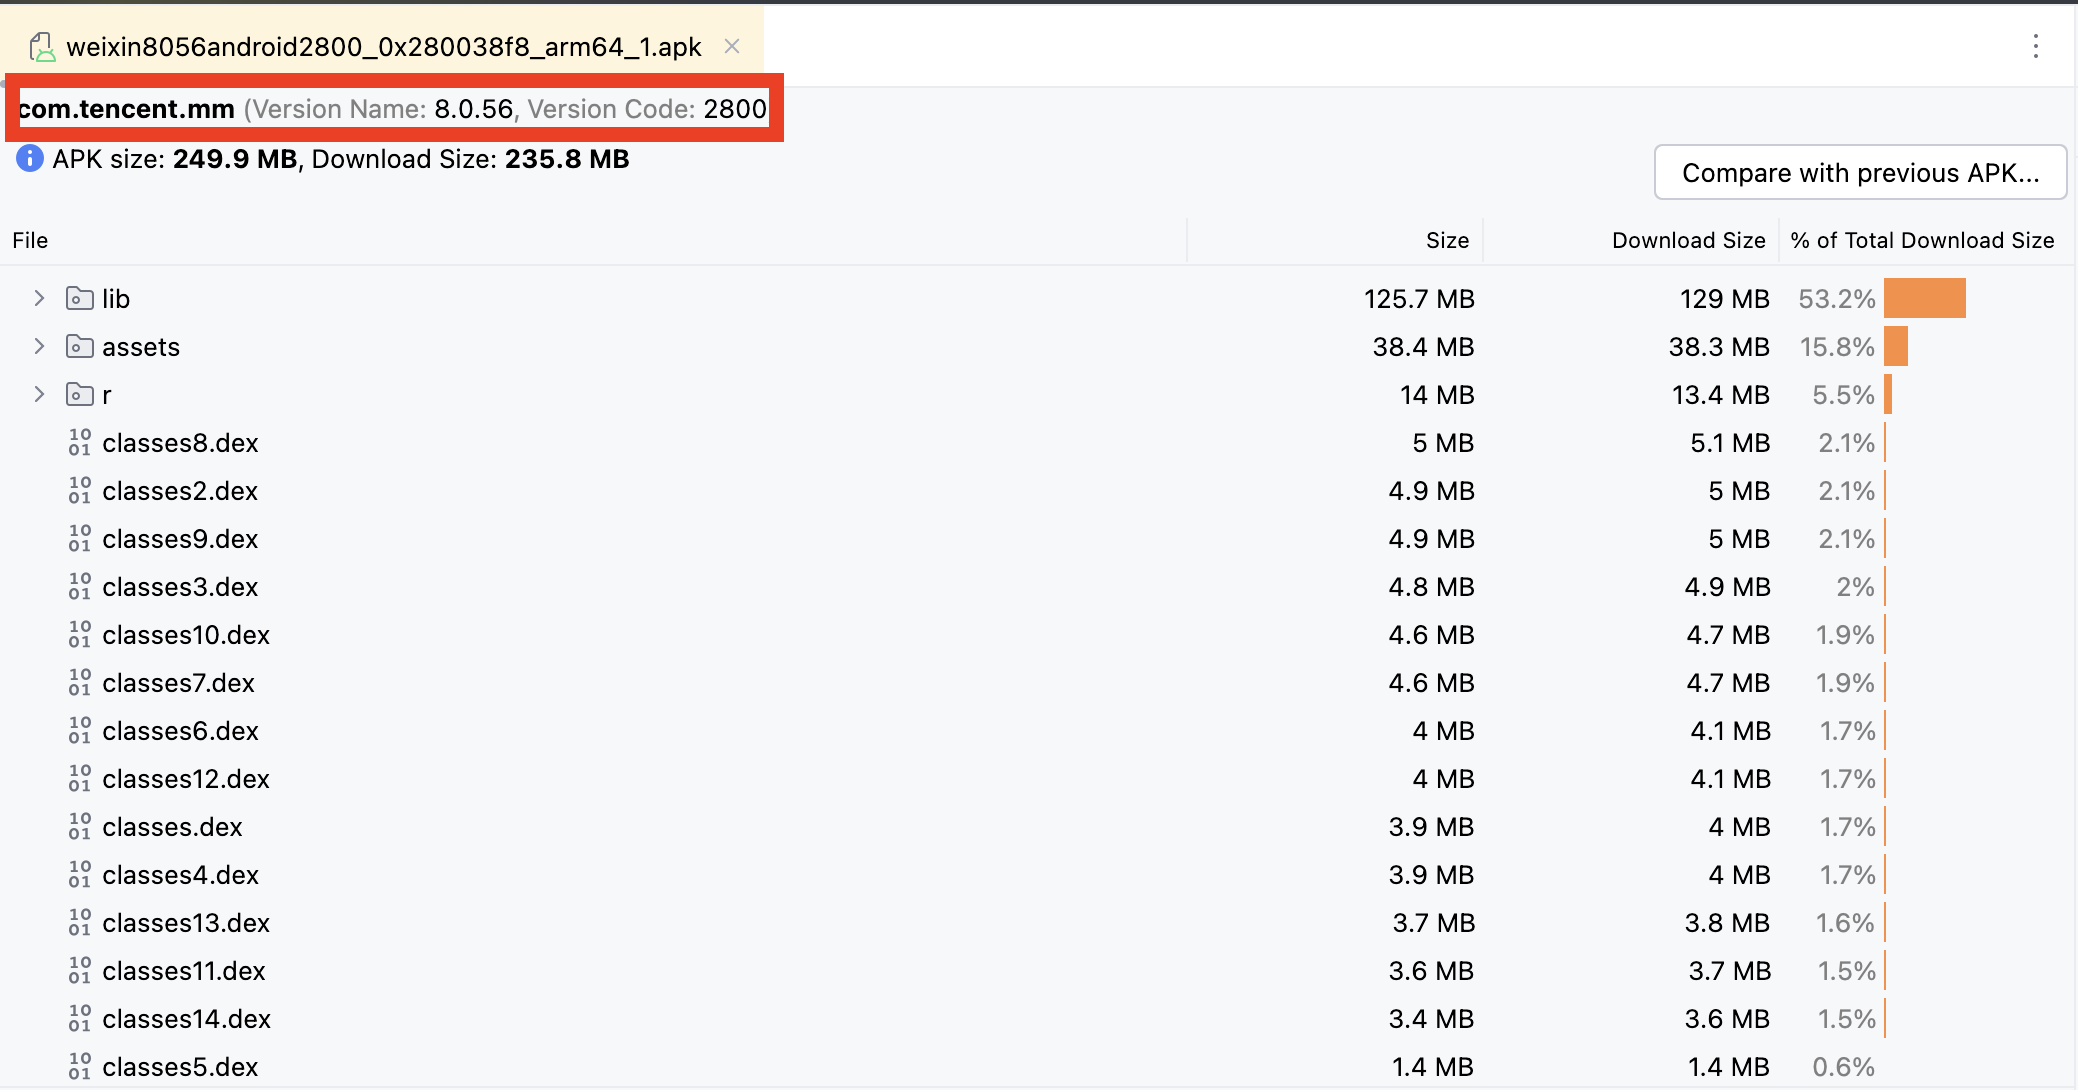 weixin8056android2800_0x280038f8_arm64_1.apk
com.tencent.mm (Version Name: 8.0.56, Version Code: 2800
APK size: 249.9 MB, Download Size: 235.8 MB
Compare with previous APK...
File Size Download Size % of Total Download Size
lib 125.7 MB 129 MB 53.2%
assets 38.4 MB 38.3 MB 15.8%
r 14 MB 13.4 MB 5.5%
classes8.dex 5 MB 5.1 MB 2.1%
classes2.dex 4.9 MB 5 MB 2.1%
classes9.dex 4.9 MB 5 MB 2.1%
classes3.dex 4.8 MB 4.9 MB 2%
classes10.dex 4.6 MB 4.7 MB 1.9%
classes7.dex 4.6 MB 4.7 MB 1.9%
classes6.dex 4 MB 4.1 MB 1.7%
classes12.dex 4 MB 4.1 MB 1.7%
classes.dex 3.9 MB 4 MB 1.7%
classes4.dex 3.9 MB 4 MB 1.7%
classes13.dex 3.7 MB 3.8 MB 1.6%
classes11.dex 3.6 MB 3.7 MB 1.5%
classes14.dex 3.4 MB 3.6 MB 1.5%
classes5.dex 1.4 MB 1.4 MB 0.6%